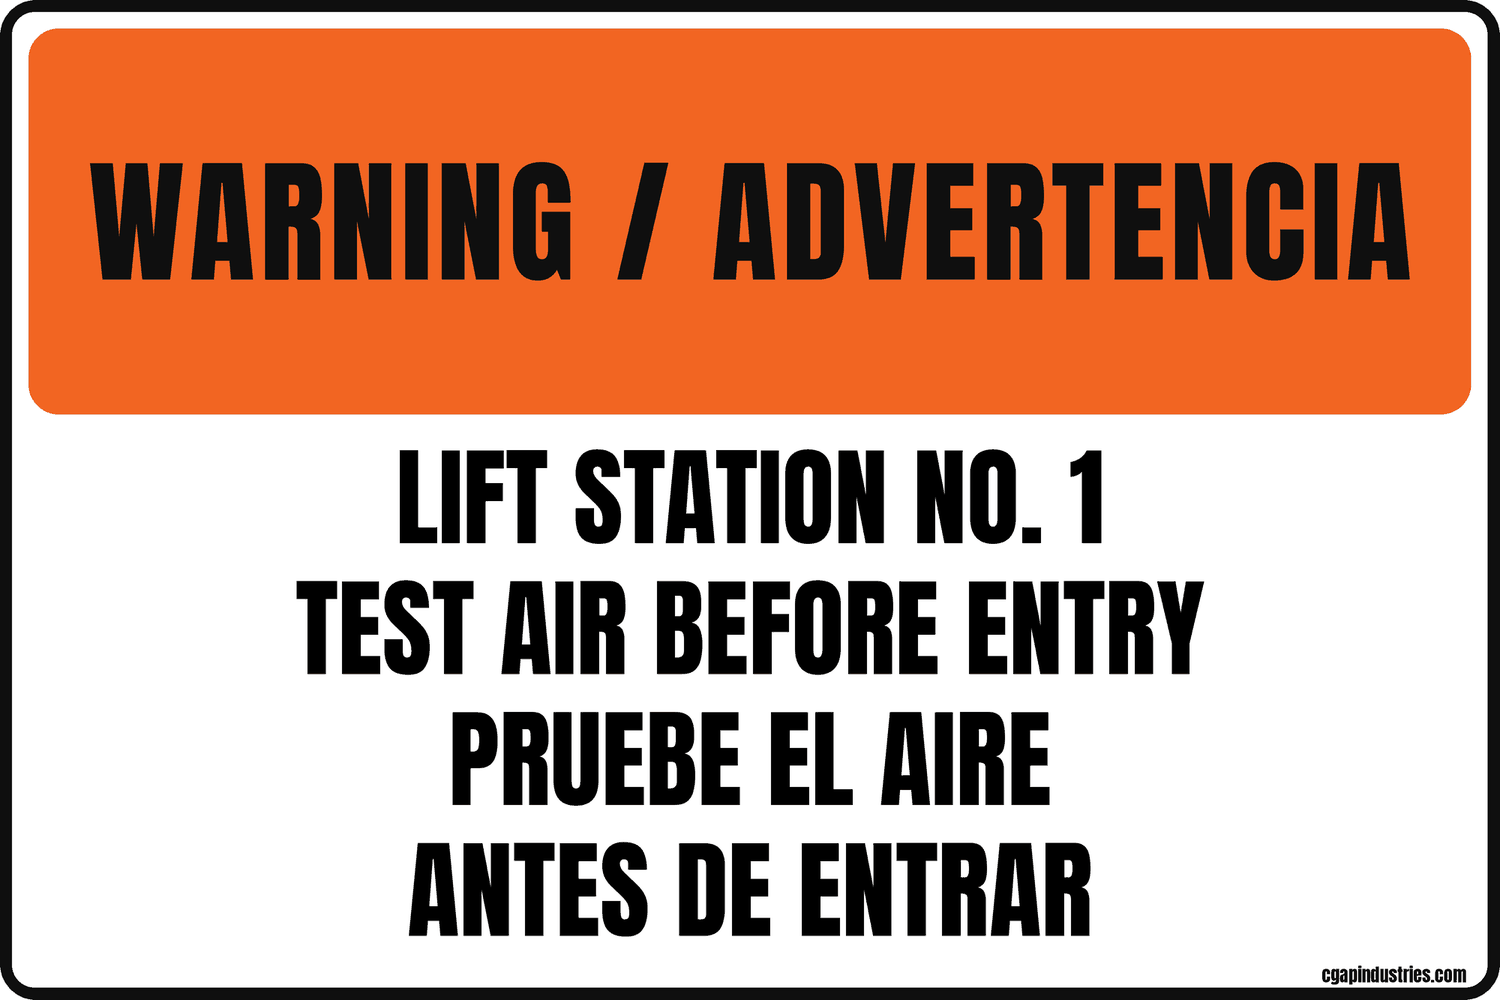 WARNING / ADVERTENCIA
LIFT STATION NO. 1
TEST AIR BEFORE ENTRY
PRUEBE EL AIRE
ANTES DE ENTRAR
cgapindustries.com